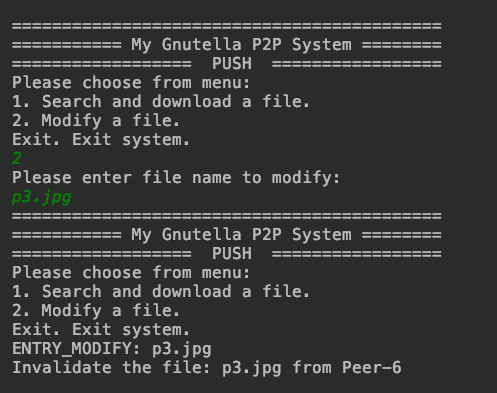 ===========================================
=========== My Gnutella P2P System ========
==================  PUSH  =================
Please choose from menu:
1. Search and download a file.
2. Modify a file.
Exit. Exit system.
2
Please enter file name to modify:
p3.jpg
===========================================
=========== My Gnutella P2P System ========
==================  PUSH  =================
Please choose from menu:
1. Search and download a file.
2. Modify a file.
Exit. Exit system.
ENTRY_MODIFY: p3.jpg
Invalidate the file: p3.jpg from Peer-6